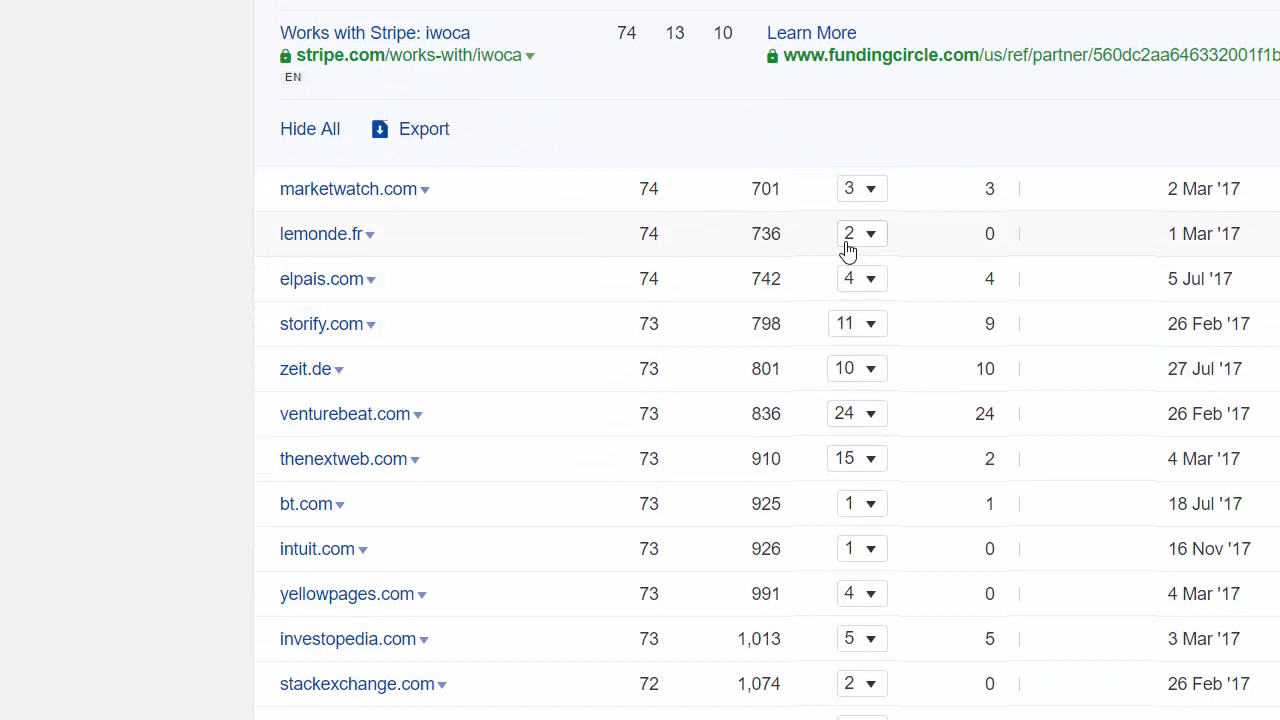 Works with Stripe: iwoca 74 13 10 Learn More
stripe.com/works-with/iwoca www.fundingcircle.com/us/ref/partner/560dc2aa646332001f1b
EN
Hide All Export
marketwatch.com 74 701 3 3 2 Mar '17
lemonde.fr 74 736 2 0 1 Mar '17
elpais.com 74 742 4 4 5 Jul '17
storify.com 73 798 11 9 26 Feb '17
zeit.de 73 801 10 10 27 Jul '17
venturebeat.com 73 836 24 24 26 Feb '17
thenextweb.com 73 910 15 2 4 Mar '17
bt.com 73 925 1 1 18 Jul '17
intuit.com 73 926 1 0 16 Nov '17
yellowpages.com 73 991 4 0 4 Mar '17
investopedia.com 73 1,013 5 5 3 Mar '17
stackexchange.com 72 1,074 2 0 26 Feb '17